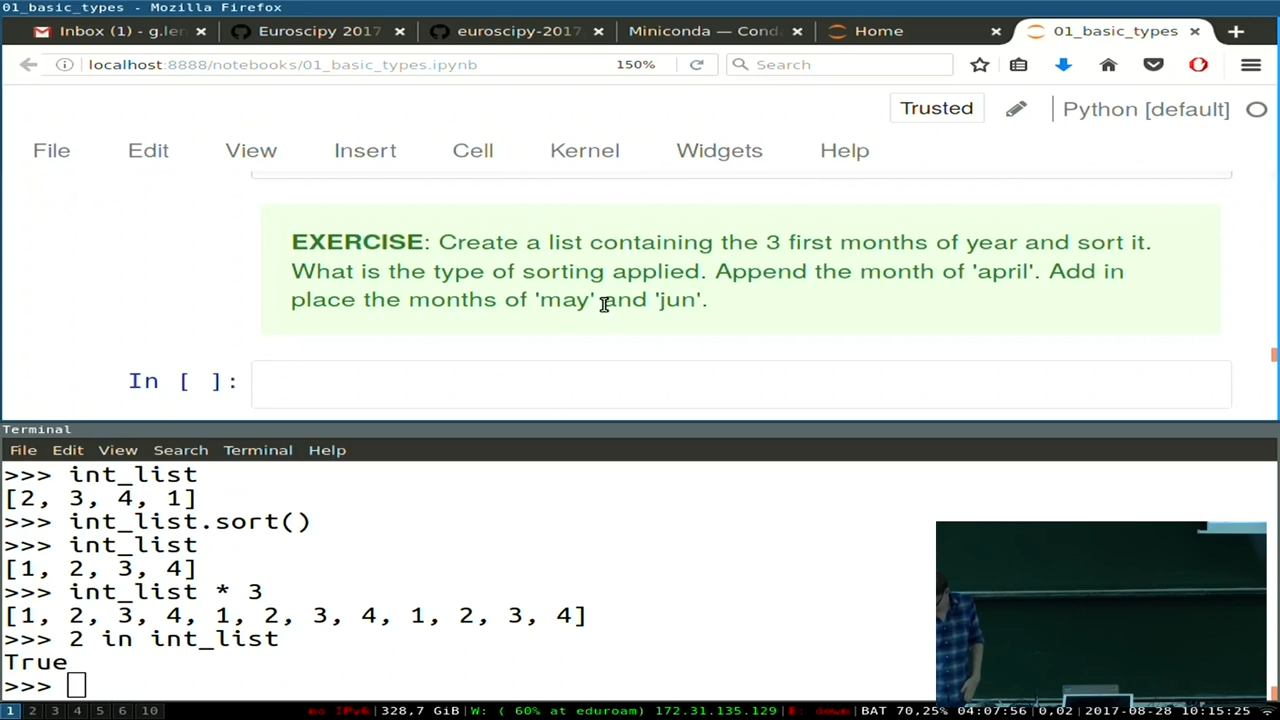 01_basic_types - Mozilla Firefox
Inbox (1) - g.ler
Euroscipy 2017
euroscipy-2017
Miniconda — Cond
Home
01_basic_types
localhost:8888/notebooks/01_basic_types.ipynb
150%
Search
Trusted
Python [default]
File Edit View Insert Cell Kernel Widgets Help
EXERCISE: Create a list containing the 3 first months of year and sort it.
What is the type of sorting applied. Append the month of 'april'. Add in
place the months of 'may' and 'jun'.
In [ ]:
Terminal
File Edit View Search Terminal Help
>>> int_list
[2, 3, 4, 1]
>>> int_list.sort()
>>> int_list
[1, 2, 3, 4]
>>> int_list * 3
[1, 2, 3, 4, 1, 2, 3, 4, 1, 2, 3, 4]
>>> 2 in int_list
True
>>>
1 2 3 4 5 6 10
no IPv6|328,7 GiB|W: ( 60% at eduroam) 172.31.135.129|E: down|BAT 70,25% 04:07:56|0,02|2017-08-28 10:15:25